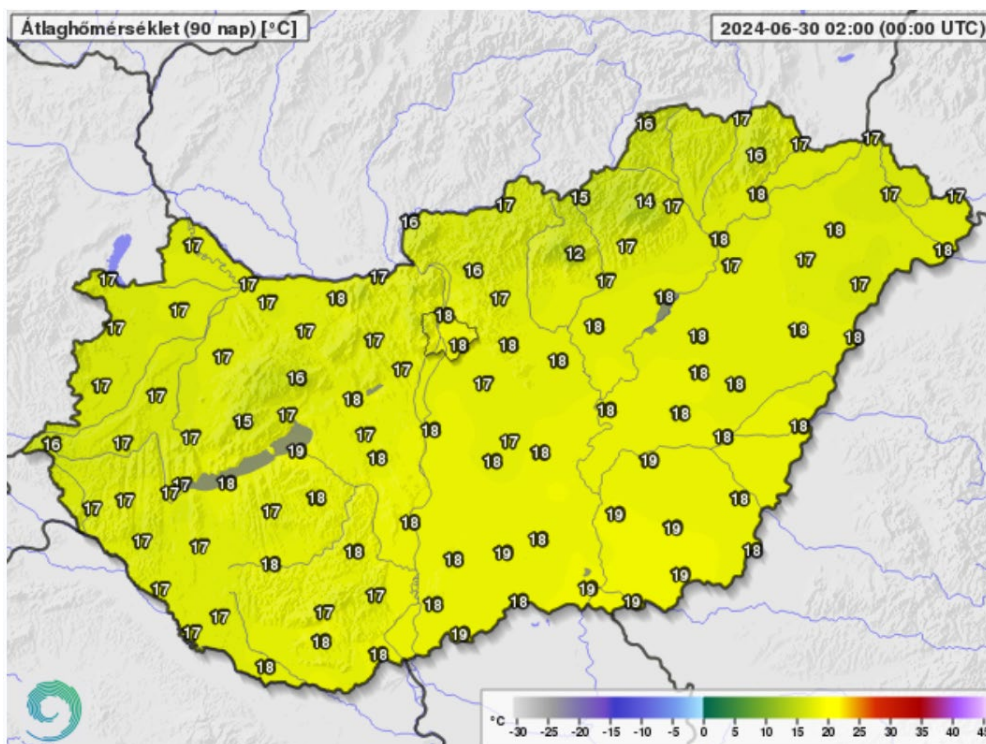 Átlaghőmérséklet (90 nap) [°C]
2024-06-30 02:00 (00:00 UTC)
16 17
17 17
16
15 14 17 18 17 17
17
16
17 18 18
12 17
17 16 17 17
17 17 17 17
17 17 18 17 18
17 18 18
17 17 17 18 18 18 18 18 18
17 17 18
16 17 18 18
17 17 18 18 18
15 17
16 17 17 17 18 17 18 18
19 18 18 18 19
17 18
17 17 17 18 18
17 18 19 19
17 17 18 18 19 18 18
18 18 19
17 17 18 19
17 17 18 18 18
17 18 19
18 18
°C
-30 -25 -20 -15 -10 -5 0 5 10 15 20 25 30 35 40 45